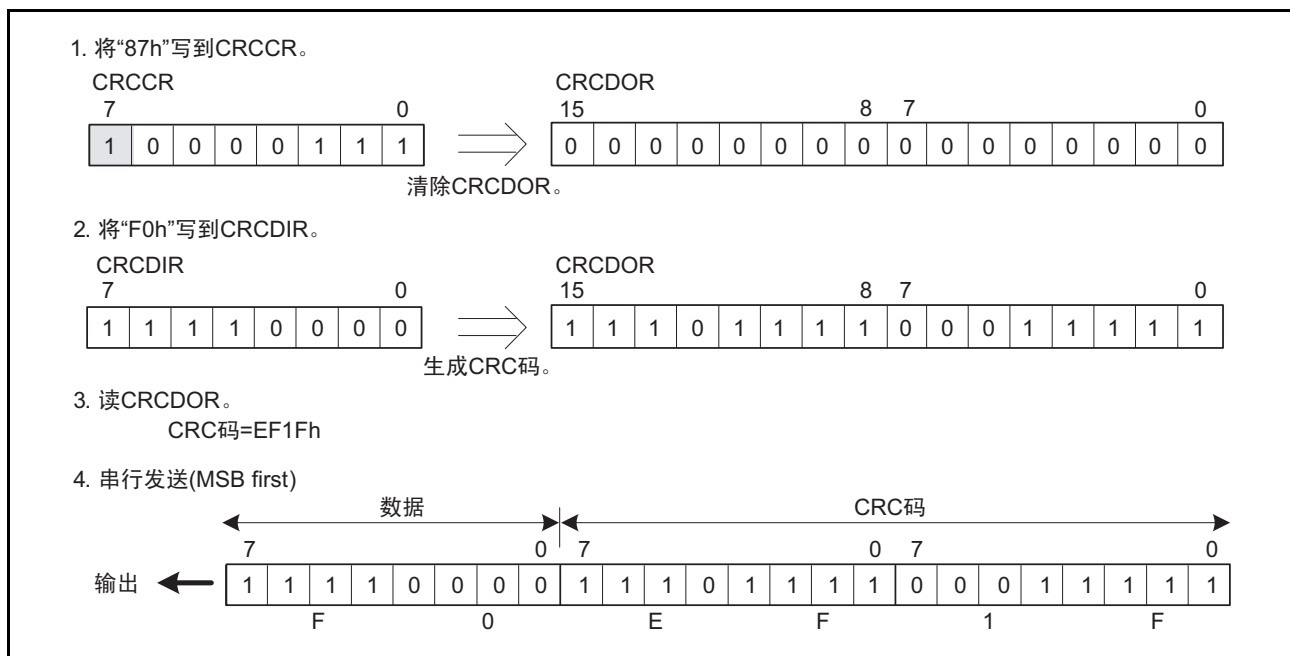 1. 将“87h”写到CRCCR。
CRCCR
7 0
1 0 0 0 0 1 1 1
清除CRCDOR。
CRCDOR
15 8 7 0
0 0 0 0 0 0 0 0 0 0 0 0 0 0 0 0
2. 将“F0h”写到CRCDIR。
CRCDIR
7 0
1 1 1 1 0 0 0 0
生成CRC码。
CRCDOR
15 8 7 0
1 1 1 0 1 1 1 1 0 0 0 1 1 1 1 1
3. 读CRCDOR。
CRC码=EF1Fh
4. 串行发送(MSB first)
数据 CRC码
7 0 7 0 7 0
输出 1 1 1 1 0 0 0 0 1 1 1 0 1 1 1 1 0 0 0 1 1 1 1 1
F 0 E F 1 F